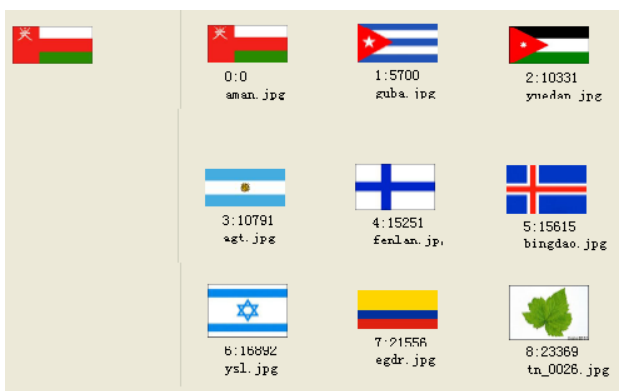 0:0
aman.jpg
1:5700
guba.jpg
2:10331
yuedan.jpg
3:10791
agt.jpg
4:15251
fenlan.jp
5:15615
bingdao.jpg
6:16892
ysl.jpg
7:21556
egdr.jpg
8:23369
tn_0026.jpg